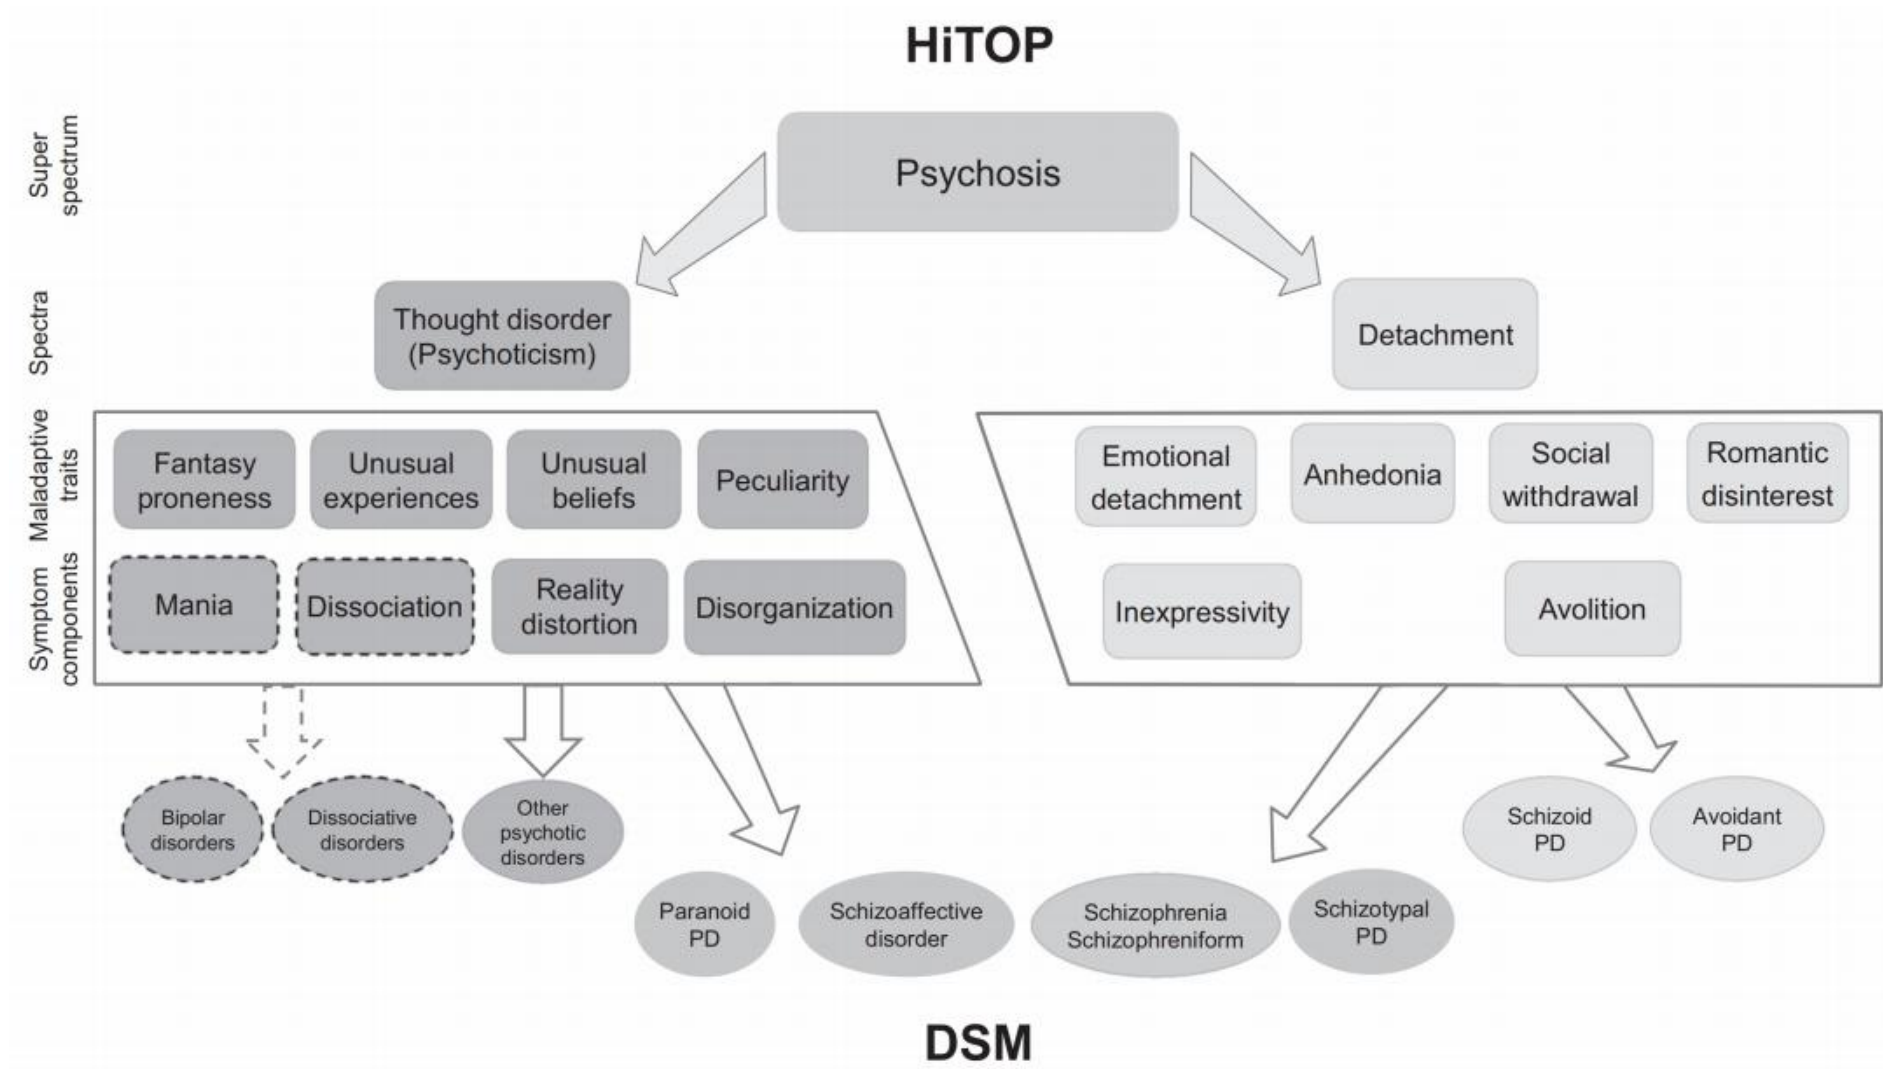 HiTOP
Super
spectrum
Psychosis
Spectra
Thought disorder
(Psychoticism)
Detachment
Maladaptive
traits
Fantasy
proneness
Unusual
experiences
Unusual
beliefs
Peculiarity
Emotional
detachment
Anhedonia
Social
withdrawal
Romantic
disinterest
Symptom
components
Mania
Dissociation
Reality
distortion
Disorganization
Inexpressivity
Avolition
Bipolar
disorders
Dissociative
disorders
Other
psychotic
disorders
Schizoid
PD
Avoidant
PD
Paranoid
PD
Schizoaffective
disorder
Schizophrenia
Schizophreniform
Schizotypal
PD
DSM